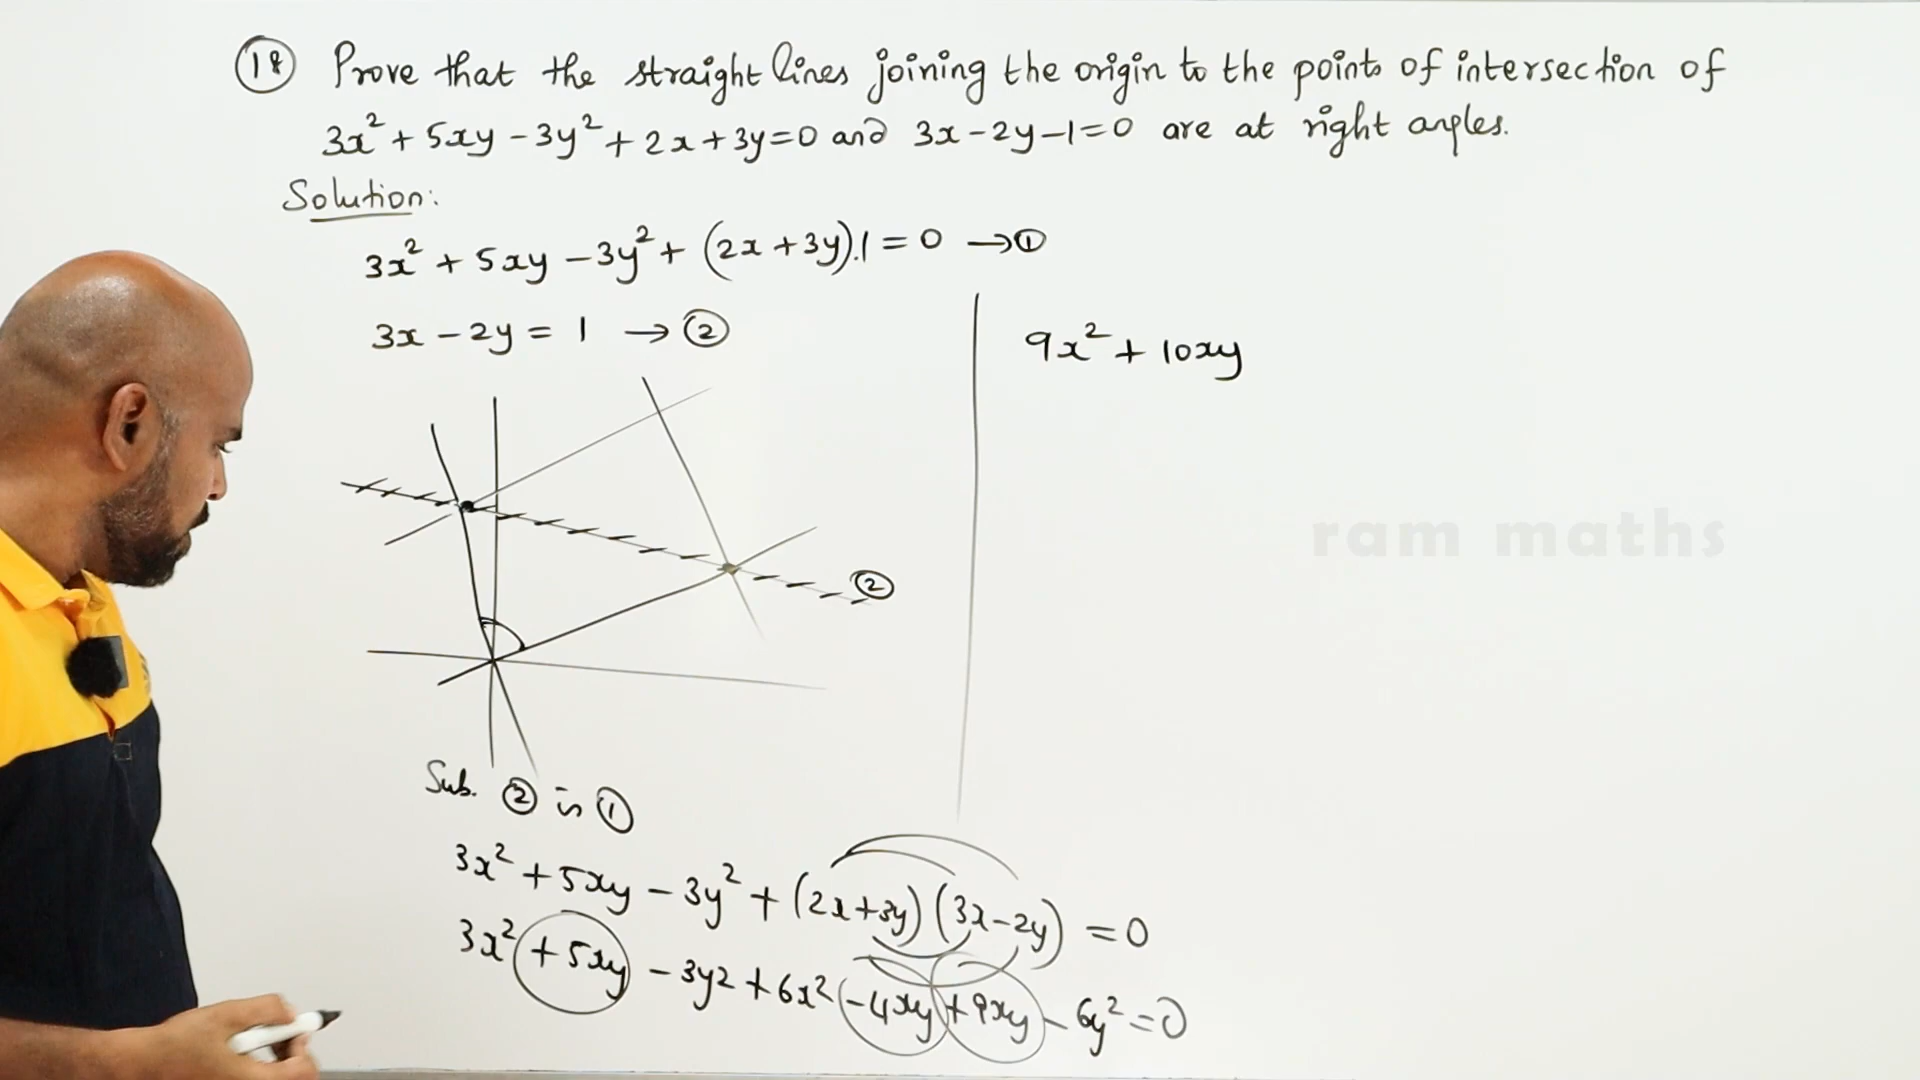 (18) Prove that the straight lines joining the origin to the points of intersection of
3x² + 5xy - 3y² + 2x + 3y = 0 and 3x - 2y - 1 = 0 are at right angles.
Solution:
3x² + 5xy - 3y² + (2x + 3y).1 = 0 → ①
3x - 2y = 1 → ②
②
Sub. ② in ①
3x² + 5xy - 3y² + (2x + 3y) (3x - 2y) = 0
3x² + 5xy - 3y2 + 6x² - 4xy + 9xy - 6y² = 0
9x² + 10xy
ram maths